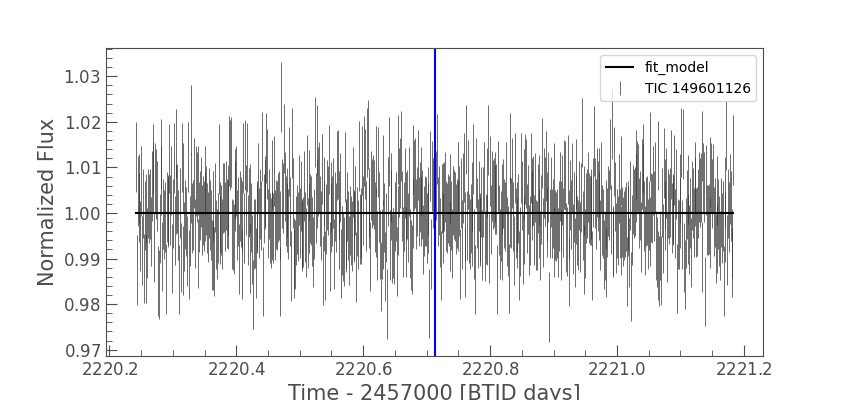 Normalized Flux
1.03
1.02
1.01
1.00
0.99
0.98
0.97
fit_model
TIC 149601126
2220.2 2220.4 2220.6 2220.8 2221.0 2221.2
Time - 2457000 [BTJD days]